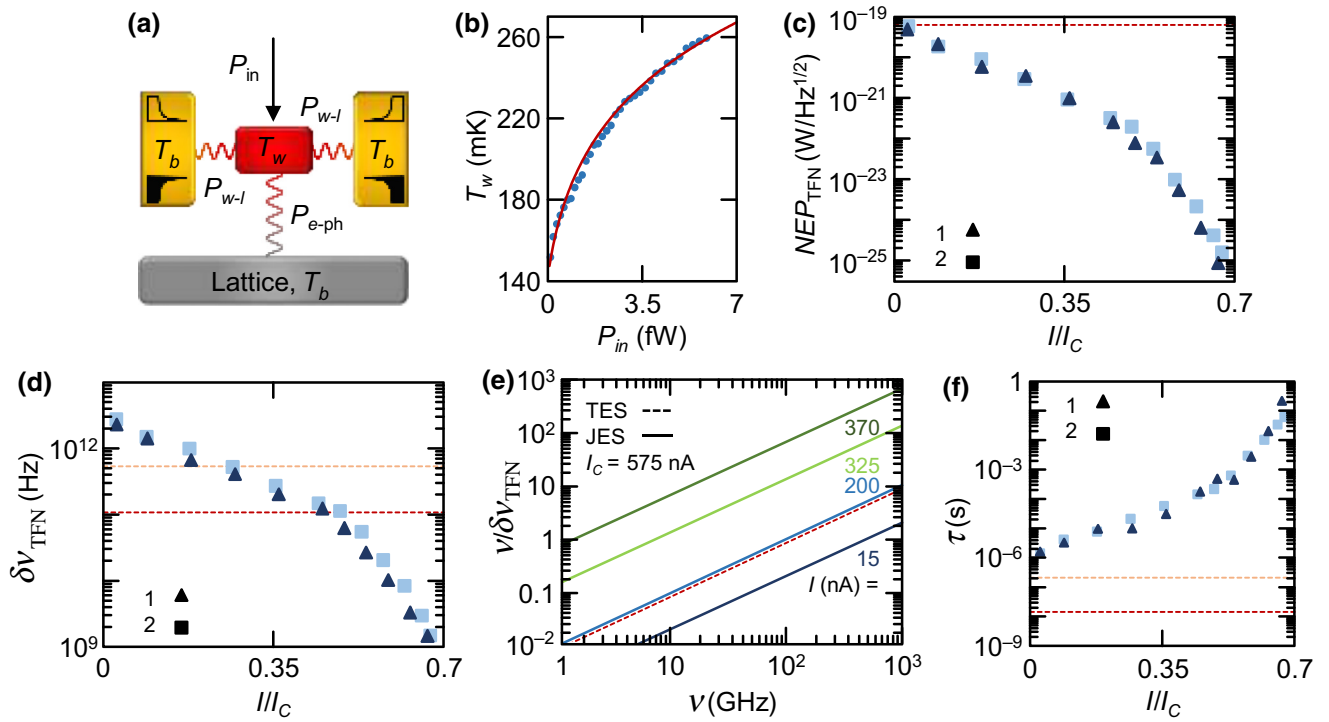 (a)
P_in
P_w-l
T_b
T_w
T_b
P_w-l
P_e-ph
Lattice, T_b
(b)
T_w (mK)
260
220
180
140
0
3.5
7
P_in (fW)
(c)
NEP_TFN (W/Hz^1/2)
10^−19
10^−21
10^−23
10^−25
1
2
0
0.35
0.7
I/I_C
(d)
δν_TFN (Hz)
10^12
10^9
1
2
0
0.35
0.7
I/I_C
(e)
ν/δν_TFN
10^3
10^2
10
1
0.1
10^−2
TES
JES
I_C = 575 nA
370
325
200
15
I (nA) =
1
10
10^2
10^3
ν (GHz)
(f)
τ (s)
1
10^−3
10^−6
10^−9
1
2
0
0.35
0.7
I/I_C